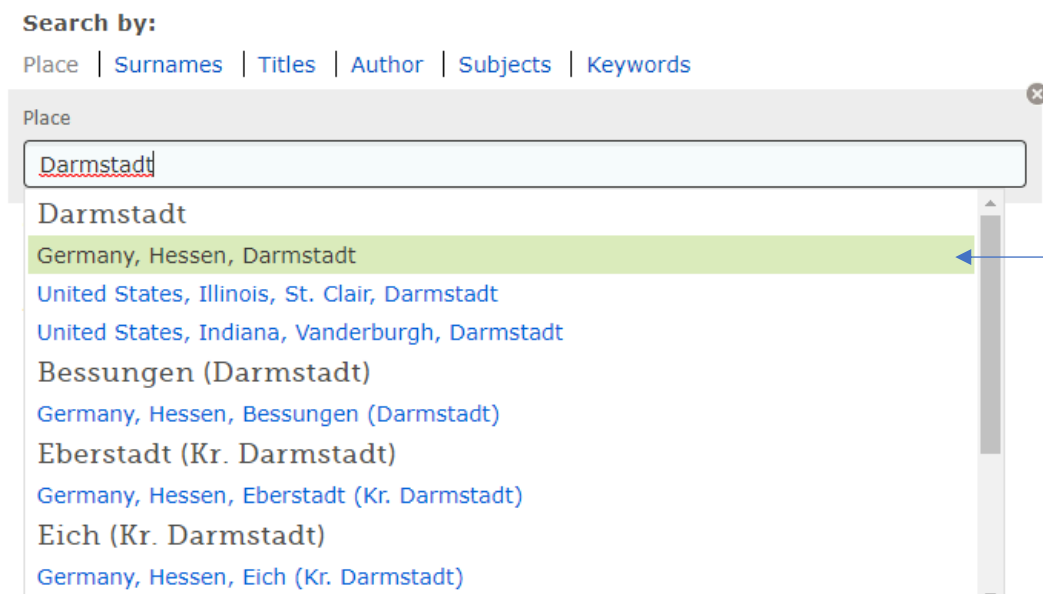 Search by:
Place | Surnames | Titles | Author | Subjects | Keywords
Place
Darmstadt
Darmstadt
Germany, Hessen, Darmstadt
United States, Illinois, St. Clair, Darmstadt
United States, Indiana, Vanderburgh, Darmstadt
Bessungen (Darmstadt)
Germany, Hessen, Bessungen (Darmstadt)
Eberstadt (Kr. Darmstadt)
Germany, Hessen, Eberstadt (Kr. Darmstadt)
Eich (Kr. Darmstadt)
Germany, Hessen, Eich (Kr. Darmstadt)